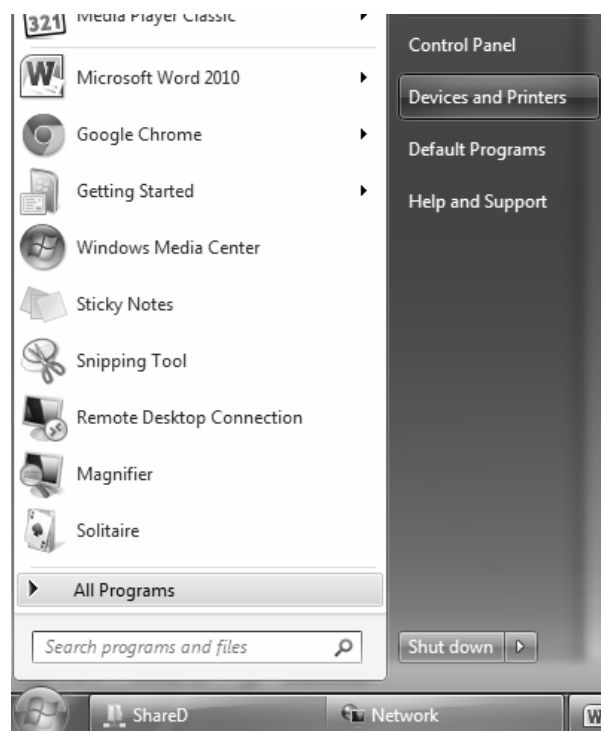 321 Media Player Classic
Microsoft Word 2010
Google Chrome
Getting Started
Windows Media Center
Sticky Notes
Snipping Tool
Remote Desktop Connection
Magnifier
Solitaire
All Programs
Search programs and files
Control Panel
Devices and Printers
Default Programs
Help and Support
Shut down
ShareD
Network
W